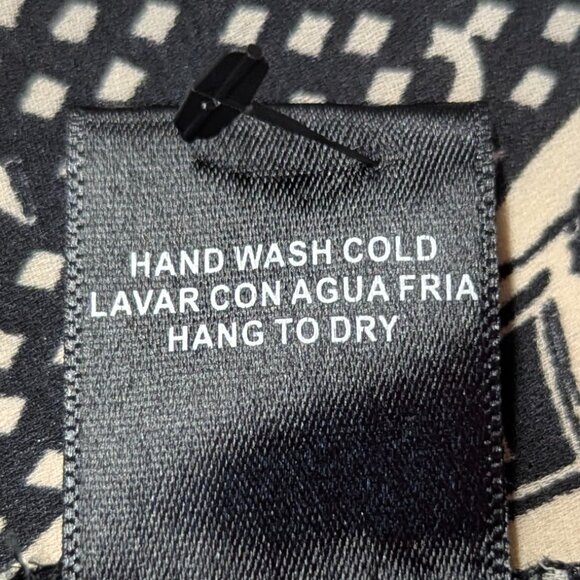 HAND WASH COLD
LAVAR CON AGUA FRIA
HANG TO DRY